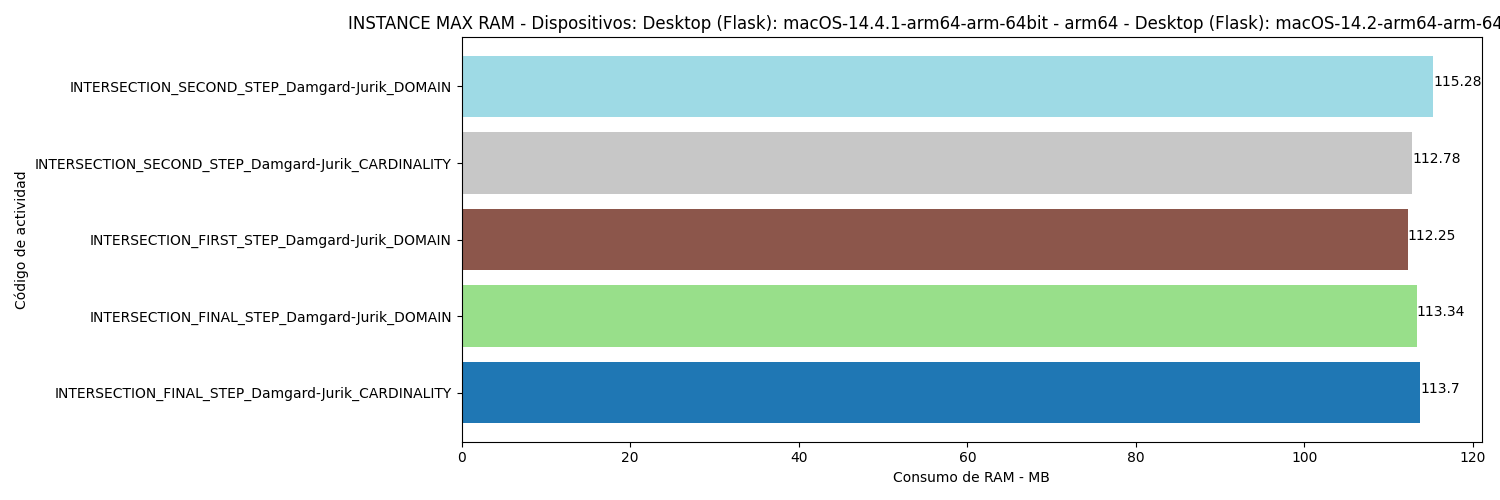 INSTANCE MAX RAM - Dispositivos: Desktop (Flask): macOS-14.4.1-arm64-arm-64bit - arm64 - Desktop (Flask): macOS-14.2-arm64-arm-64
INTERSECTION_SECOND_STEP_Damgard-Jurik_DOMAIN
115.28
INTERSECTION_SECOND_STEP_Damgard-Jurik_CARDINALITY
112.78
INTERSECTION_FIRST_STEP_Damgard-Jurik_DOMAIN
112.25
INTERSECTION_FINAL_STEP_Damgard-Jurik_DOMAIN
113.34
INTERSECTION_FINAL_STEP_Damgard-Jurik_CARDINALITY
113.7
Código de actividad
0 20 40 60 80 100 120
Consumo de RAM - MB